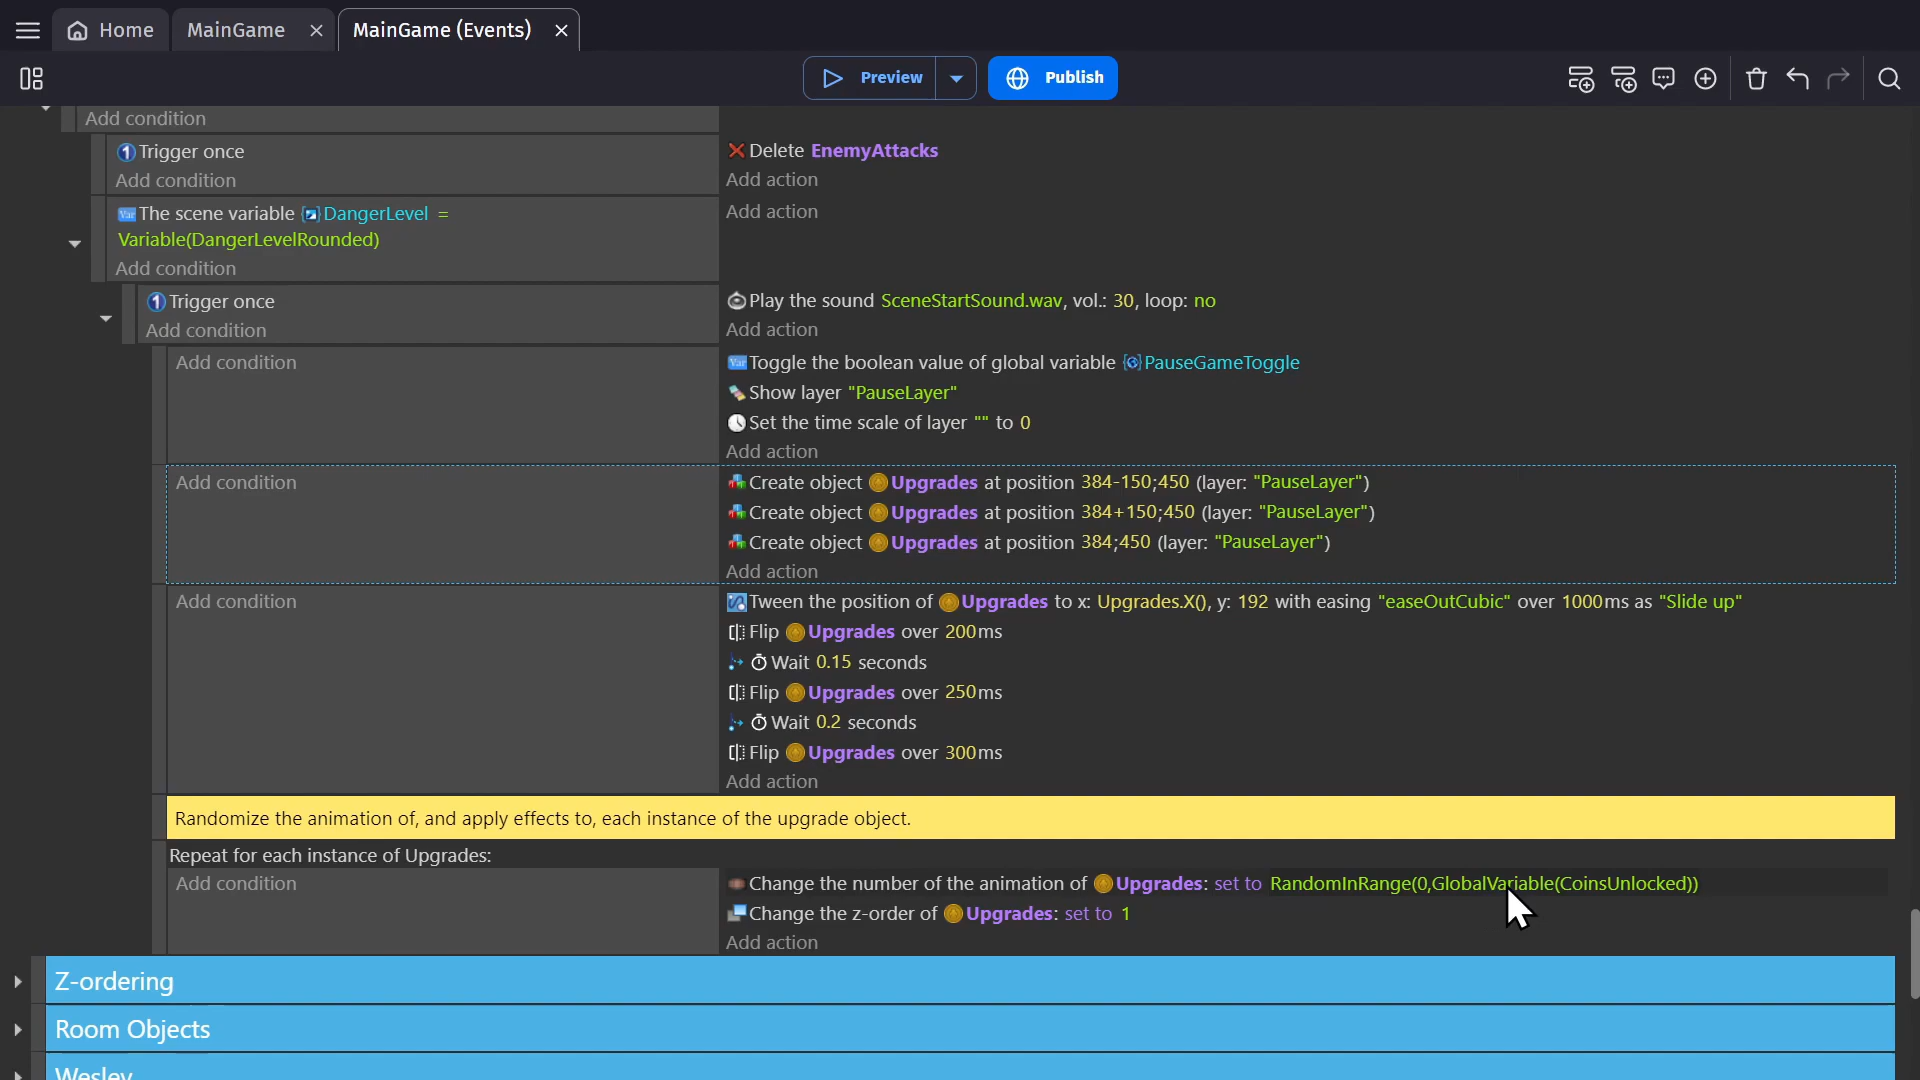 Home
MainGame
MainGame (Events)
Preview
Publish
Add condition
Trigger once
Add condition
Delete EnemyAttacks
Add action
The scene variable DangerLevel =
Variable(DangerLevelRounded)
Add condition
Add action
Trigger once
Add condition
Play the sound SceneStartSound.wav, vol.: 30, loop: no
Add action
Add condition
Toggle the boolean value of global variable PauseGameToggle
Show layer "PauseLayer"
Set the time scale of layer "" to 0
Add action
Add condition
Create object Upgrades at position 384-150;450 (layer: "PauseLayer")
Create object Upgrades at position 384+150;450 (layer: "PauseLayer")
Create object Upgrades at position 384;450 (layer: "PauseLayer")
Add action
Add condition
Tween the position of Upgrades to x: Upgrades.X(), y: 192 with easing "easeOutCubic" over 1000ms as "Slide up"
Flip Upgrades over 200ms
Wait 0.15 seconds
Flip Upgrades over 250ms
Wait 0.2 seconds
Flip Upgrades over 300ms
Add action
Randomize the animation of, and apply effects to, each instance of the upgrade object.
Repeat for each instance of Upgrades:
Add condition
Change the number of the animation of Upgrades: set to RandomInRange(0,GlobalVariable(CoinsUnlocked))
Change the z-order of Upgrades: set to 1
Add action
Z-ordering
Room Objects
Wesley